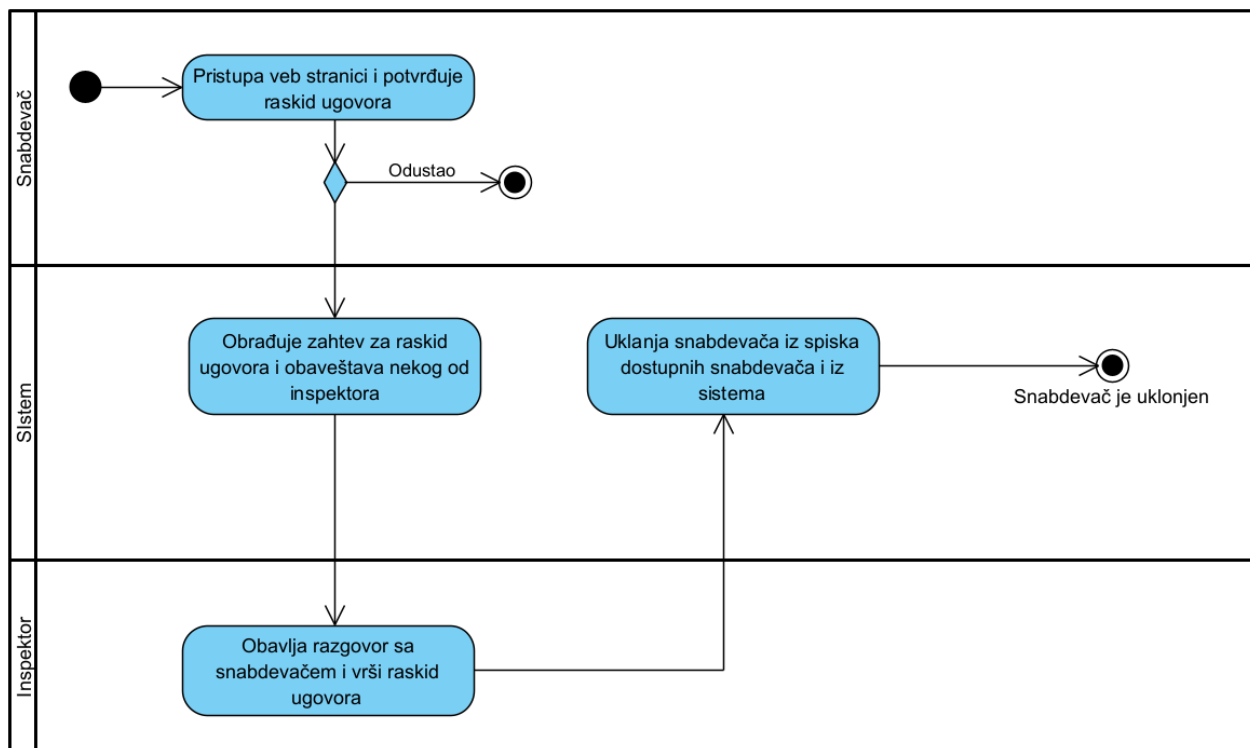 Snabdevač
Pristupa veb stranici i potvrđuje
raskid ugovora
Odustao
SIstem
Obrađuje zahtev za raskid
ugovora i obaveštava nekog od
inspektora
Uklanja snabdevača iz spiska
dostupnih snabdevača i iz
sistema
Snabdevač je uklonjen
Inspektor
Obavlja razgovor sa
snabdevačem i vrši raskid
ugovora